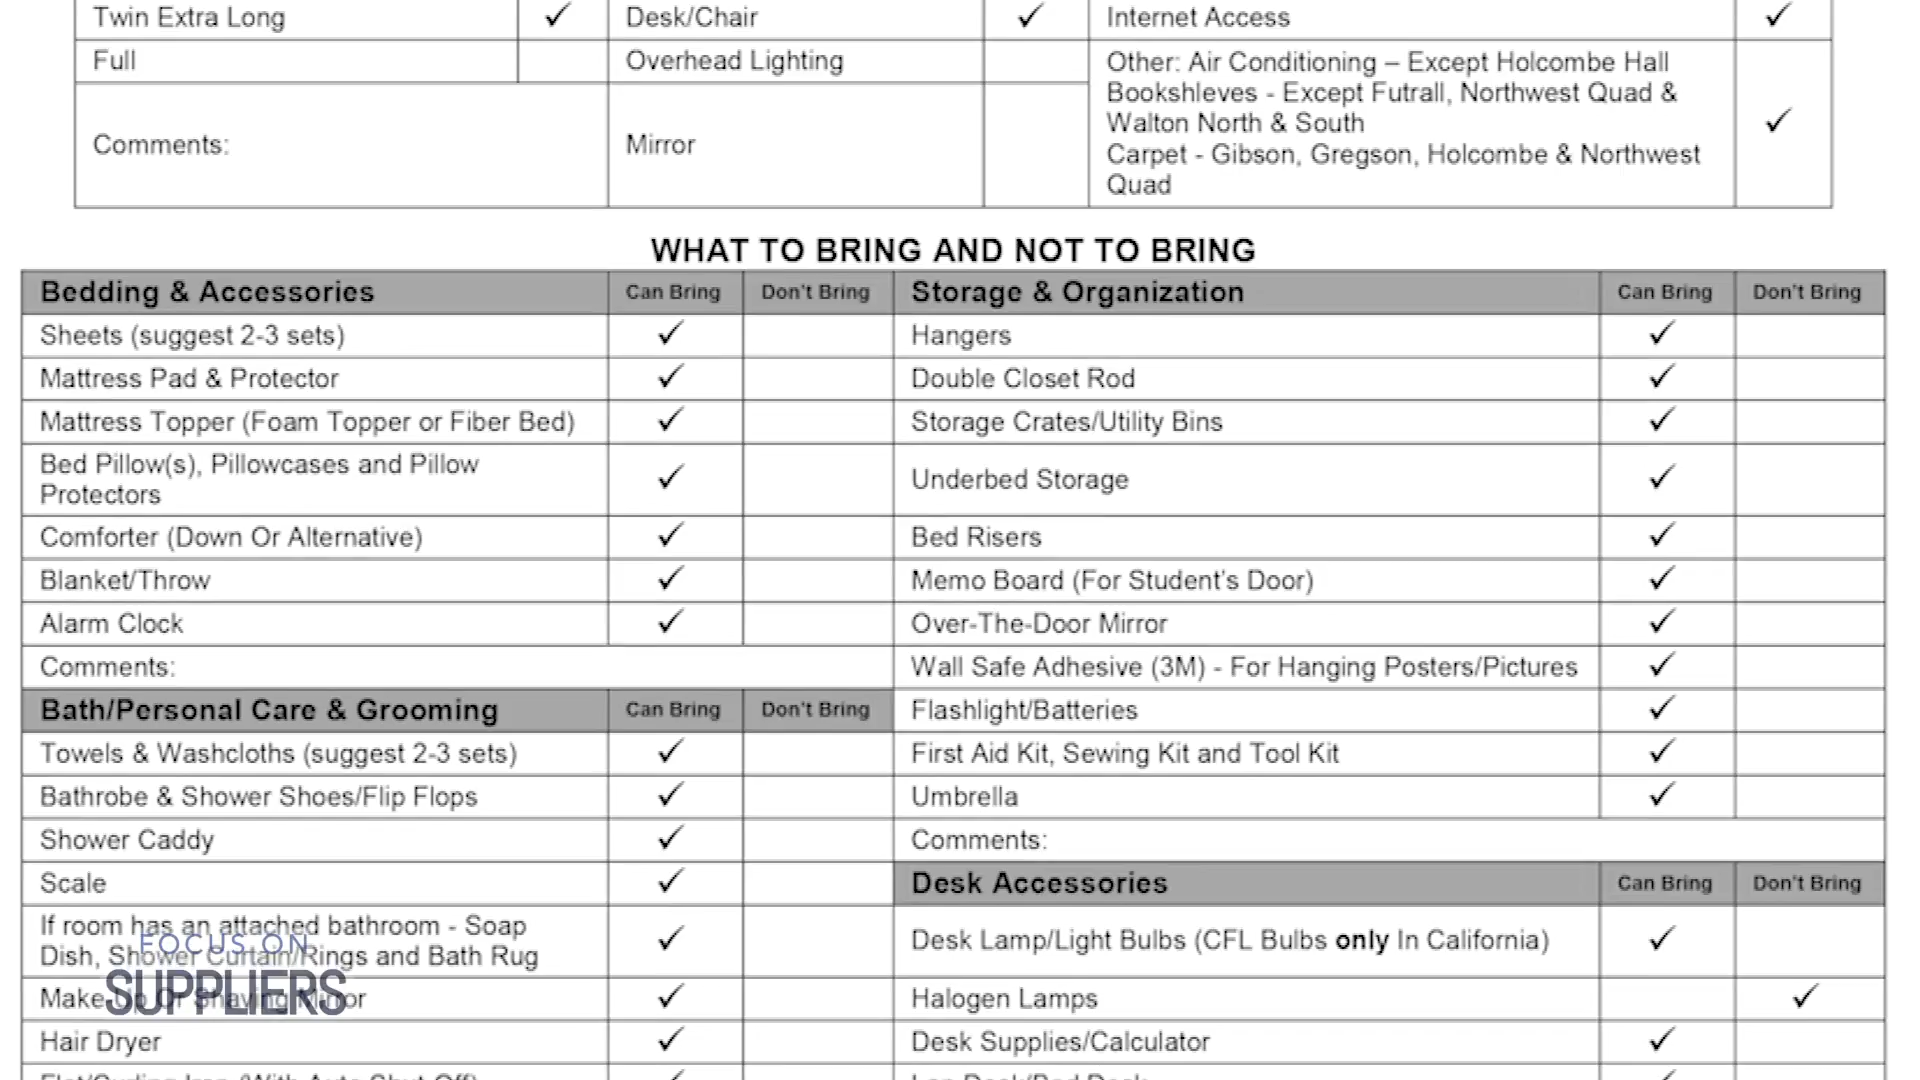 Twin Extra Long ✓ Desk/Chair ✓ Internet Access ✓
Full Overhead Lighting
Other: Air Conditioning – Except Holcombe Hall
Bookshleves - Except Futrall, Northwest Quad &
Walton North & South
Carpet - Gibson, Gregson, Holcombe & Northwest
Quad ✓
Comments: Mirror
WHAT TO BRING AND NOT TO BRING
Bedding & Accessories Can Bring Don't Bring
Sheets (suggest 2-3 sets) ✓
Mattress Pad & Protector ✓
Mattress Topper (Foam Topper or Fiber Bed) ✓
Bed Pillow(s), Pillowcases and Pillow
Protectors ✓
Comforter (Down Or Alternative) ✓
Blanket/Throw ✓
Alarm Clock ✓
Comments:
Bath/Personal Care & Grooming Can Bring Don't Bring
Towels & Washcloths (suggest 2-3 sets) ✓
Bathrobe & Shower Shoes/Flip Flops ✓
Shower Caddy ✓
Scale ✓
If room has an attached bathroom - Soap
Dish, Shower Curtain/Rings and Bath Rug ✓
Make-Up Or Shaving Mirror ✓
Hair Dryer ✓
Storage & Organization Can Bring Don't Bring
Hangers ✓
Double Closet Rod ✓
Storage Crates/Utility Bins ✓
Underbed Storage ✓
Bed Risers ✓
Memo Board (For Student's Door) ✓
Over-The-Door Mirror ✓
Wall Safe Adhesive (3M) - For Hanging Posters/Pictures ✓
Flashlight/Batteries ✓
First Aid Kit, Sewing Kit and Tool Kit ✓
Umbrella ✓
Comments:
Desk Accessories Can Bring Don't Bring
Desk Lamp/Light Bulbs (CFL Bulbs only In California) ✓
Halogen Lamps ✓
Desk Supplies/Calculator ✓
FOCUS ON
SUPPLIERS